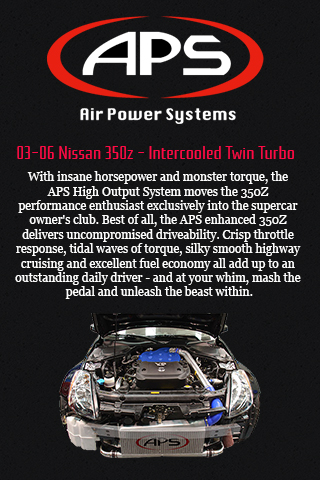 APS
Air Power Systems
03-06 Nissan 350z - Intercooled Twin Turbo
With insane horsepower and monster torque, the
APS High Output System moves the 350Z
performance enthusiast exclusively into the supercar
owner's club. Best of all, the APS enhanced 350Z
delivers uncompromised driveability. Crisp throttle
response, tidal waves of torque, silky smooth highway
cruising and excellent fuel economy all add up to an
outstanding daily driver - and at your whim, mash the
pedal and unleash the beast within.
APS